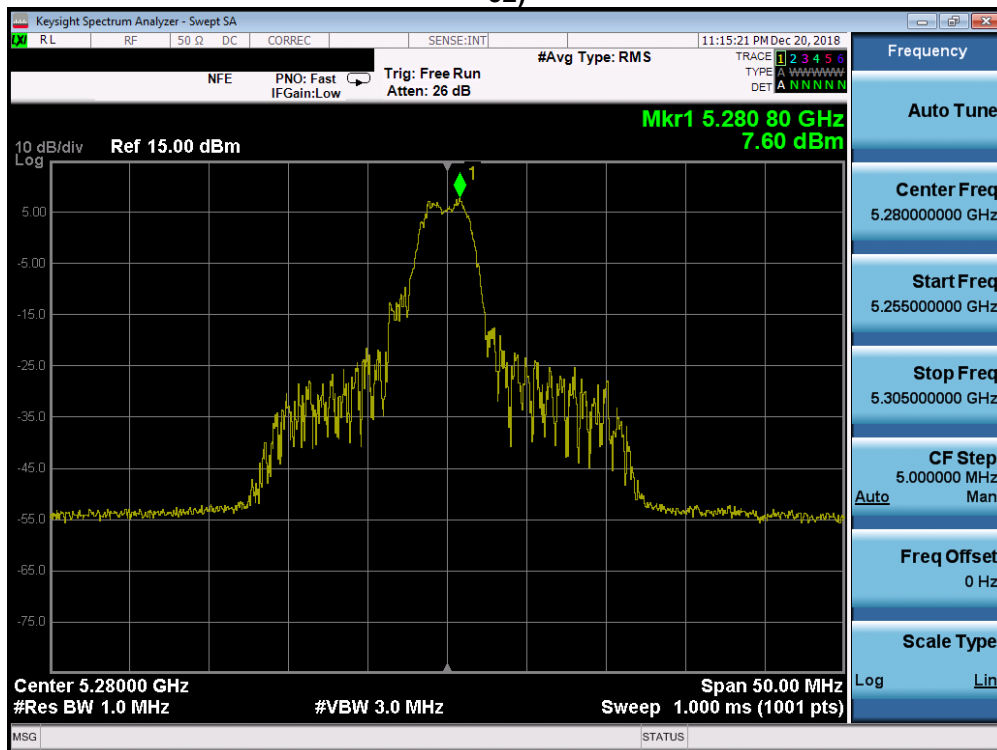 Keysight Spectrum Analyzer - Swept SA
LXI RL RF 50 Ω DC CORREC SENSE:INT 11:15:21 PM Dec 20, 2018
NFE PNO: Fast Trig: Free Run #Avg Type: RMS TRACE 1 2 3 4 5 6
TYPE A WWWWW
IFGain:Low Atten: 26 dB DET A N N N N N
Mkr1 5.280 80 GHz
7.60 dBm
10 dB/div Ref 15.00 dBm
Log
1
5.00
-5.00
-15.0
-25.0
-35.0
-45.0
-55.0
-65.0
-75.0
Center 5.28000 GHz Span 50.00 MHz
#Res BW 1.0 MHz #VBW 3.0 MHz Sweep 1.000 ms (1001 pts)
MSG STATUS
Frequency
Auto Tune
Center Freq
5.280000000 GHz
Start Freq
5.255000000 GHz
Stop Freq
5.305000000 GHz
CF Step
5.000000 MHz
Auto Man
Freq Offset
0 Hz
Scale Type
Log Lin